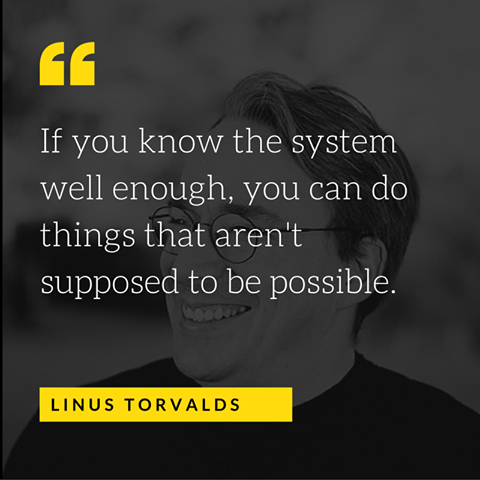 If you know the system
well enough, you can do
things that aren't
supposed to be possible.
LINUS TORVALDS